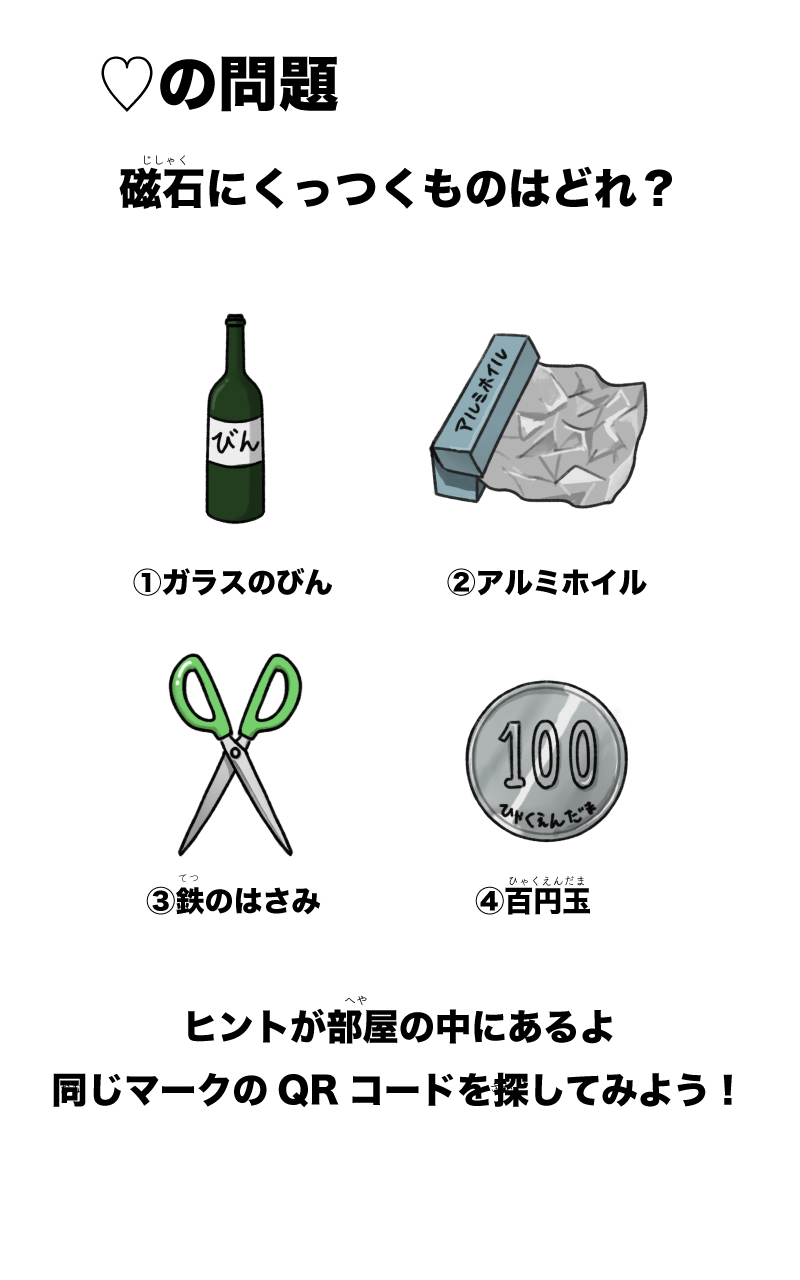 ♡の問題
じしゃく
磁石にくっつくものはどれ？
びん
アルミホイル
①ガラスのびん
②アルミホイル
100
ひゃくえんだま
てつ
③鉄のはさみ
ひゃくえんだま
④百円玉
へや
ヒントが部屋の中にあるよ
同じマークの QR コードを探してみよう！